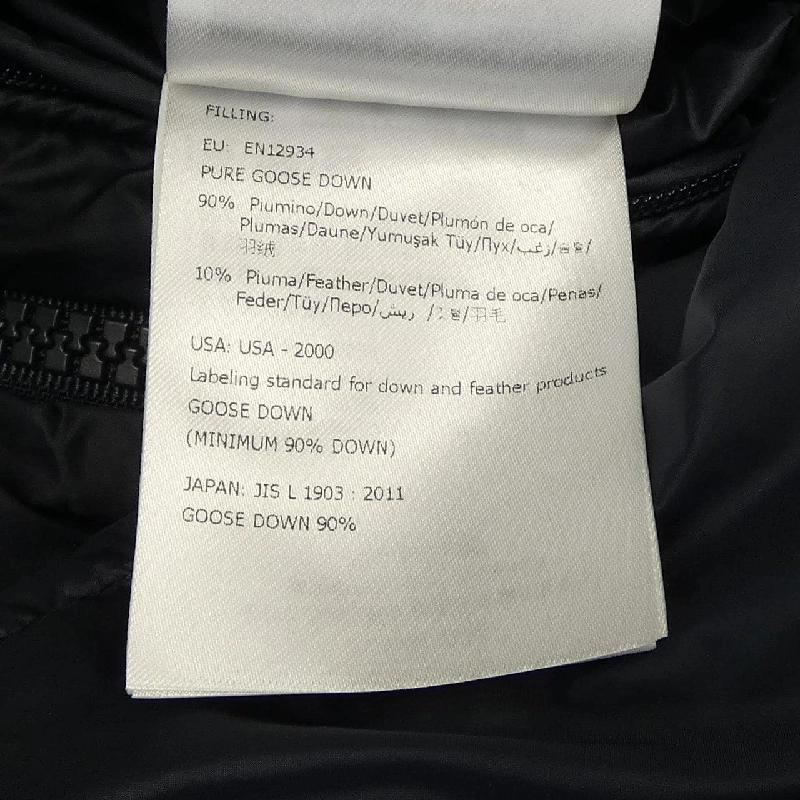 FILLING:
EU: EN12934
PURE GOOSE DOWN
90% Piumino/Down/Duvet/Plumón de oca/
Plumas/Daune/Yumuşak Tüy/Пух/زغب/
羽绒
10% Piuma/Feather/Duvet/Pluma de oca/Penas/
Feder/Tüy/Перо/ريش /羽毛
USA: USA - 2000
Labeling standard for down and feather products
GOOSE DOWN
(MINIMUM 90% DOWN)
JAPAN: JIS L 1903 : 2011
GOOSE DOWN 90%